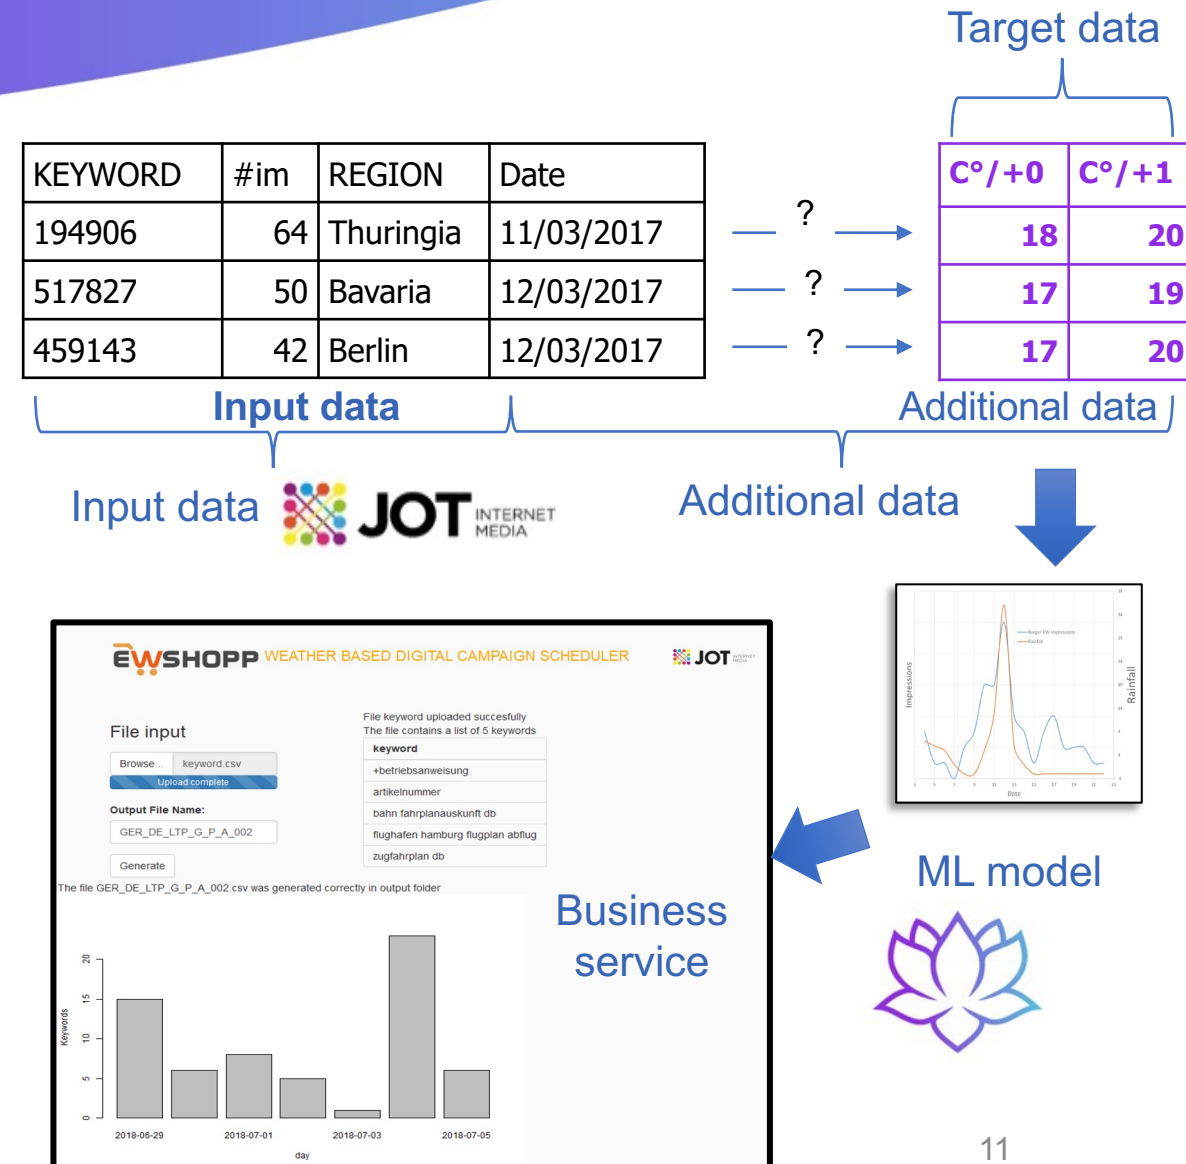 Target data
KEYWORD #im REGION Date
C°/+0 C°/+1
194906 64 Thuringia 11/03/2017 ? 18 20
517827 50 Bavaria 12/03/2017 ? 17 19
459143 42 Berlin 12/03/2017 ? 17 20
Input data
Additional data
Input data
JOT INTERNET
MEDIA
Additional data
EWSHOPP WEATHER BASED DIGITAL CAMPAIGN SCHEDULER JOT
File input
Browse... keyword.csv
Upload complete
Output File Name:
GER_DE_LTP_G_P_A_002
Generate
File keyword uploaded succesfully
The file contains a list of 5 keywords
keyword
+betriebsanweisung
artikelnummer
bahn fahrplanauskunft db
flughafen hamburg flugplan abflug
zugfahrplan db
The file GER_DE_LTP_G_P_A_002.csv was generated correctly in output folder
Keywords
20
15
10
5
0
2018-06-29 2018-07-01 2018-07-03 2018-07-05
day
Business
service
Impressions
Rainfall
Rainfall
Date
ML model
11